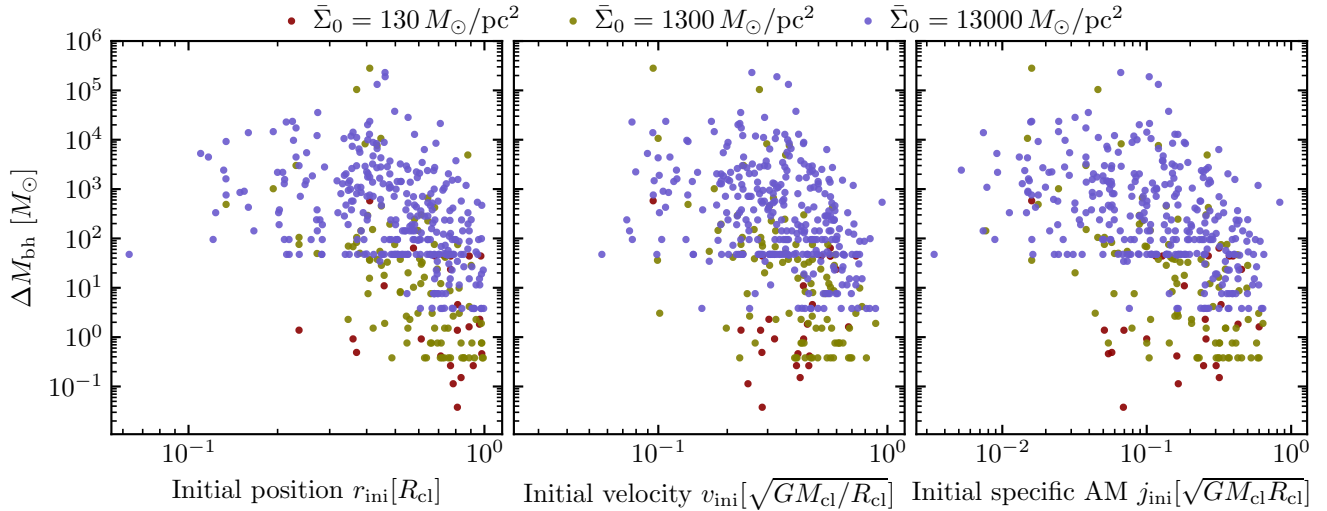 Σ̄₀ = 130 M⊙/pc² Σ̄₀ = 1300 M⊙/pc² Σ̄₀ = 13000 M⊙/pc²
10⁶
10⁵
10⁴
10³
10²
10¹
10⁰
10⁻¹
ΔM_bh [M⊙]
10⁻¹ 10⁰ 10⁻¹ 10⁰ 10⁻² 10⁻¹ 10⁰
Initial position r_ini[R_cl] Initial velocity v_ini[√(GM_cl/R_cl)] Initial specific AM j_ini[√(GM_clR_cl)]